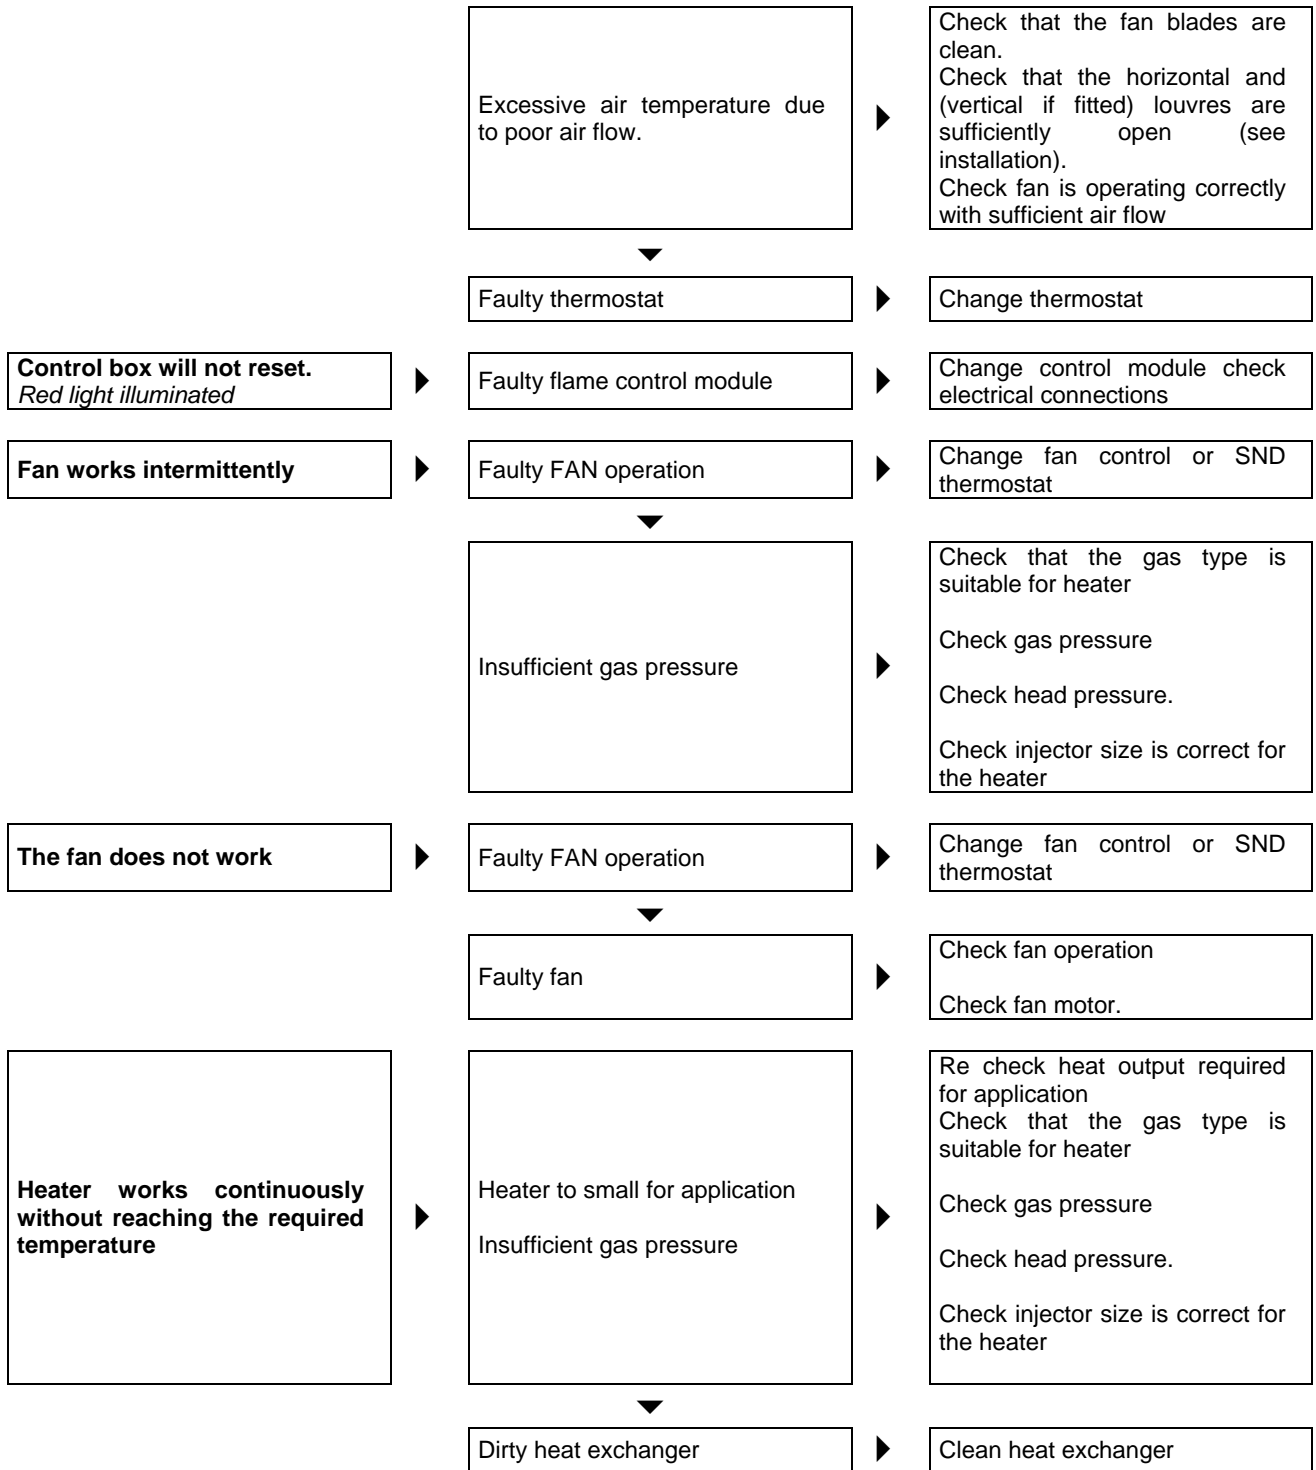 Excessive air temperature due
to poor air flow.
Check that the fan blades are
clean.
Check that the horizontal and
(vertical if fitted) louvres are
sufficiently open (see
installation).
Check fan is operating correctly
with sufficient air flow
Faulty thermostat
Change thermostat
Control box will not reset.
Red light illuminated
Faulty flame control module
Change control module check
electrical connections
Fan works intermittently
Faulty FAN operation
Change fan control or SND
thermostat
Insufficient gas pressure
Check that the gas type is
suitable for heater
Check gas pressure
Check head pressure.
Check injector size is correct for
the heater
The fan does not work
Faulty FAN operation
Change fan control or SND
thermostat
Faulty fan
Check fan operation
Check fan motor.
Heater works continuously
without reaching the required
temperature
Heater to small for application
Insufficient gas pressure
Re check heat output required
for application
Check that the gas type is
suitable for heater
Check gas pressure
Check head pressure.
Check injector size is correct for
the heater
Dirty heat exchanger
Clean heat exchanger